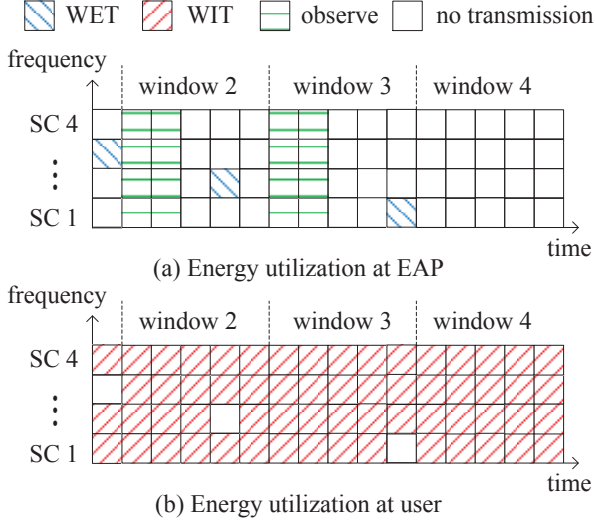 WET WIT observe no transmission
frequency
window 2 window 3 window 4
SC 4
⋮
SC 1
time
(a) Energy utilization at EAP
frequency
window 2 window 3 window 4
SC 4
⋮
SC 1
time
(b) Energy utilization at user